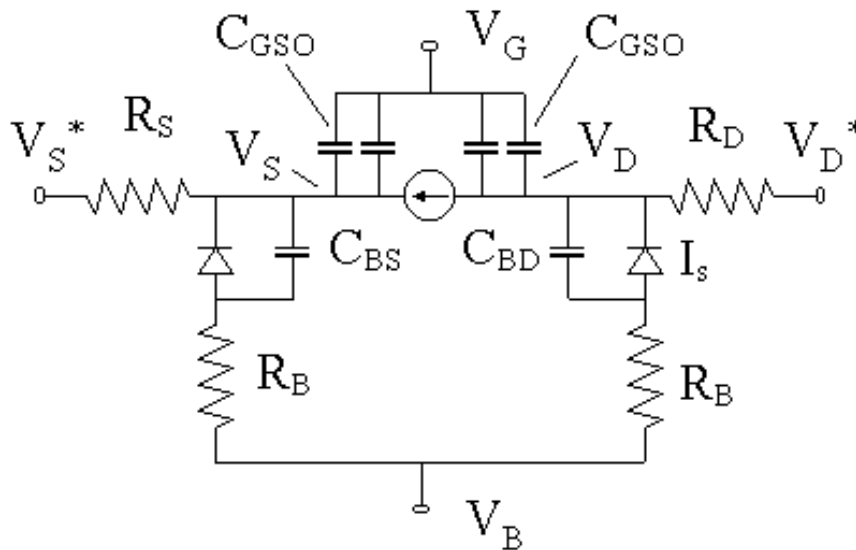 C_GSO
V_G
C_GSO
V_S*
R_S
V_S
V_D
R_D
V_D*
C_BS
C_BD
I_s
R_B
R_B
V_B